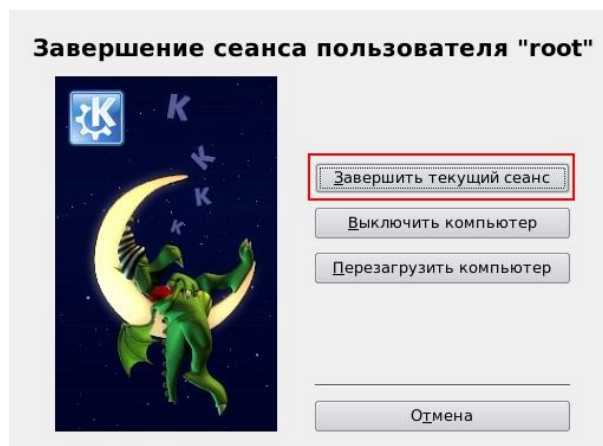 Завершение сеанса пользователя "root"
K
K
K
K
K
Завершить текущий сеанс
Выключить компьютер
Перезагрузить компьютер
Отмена